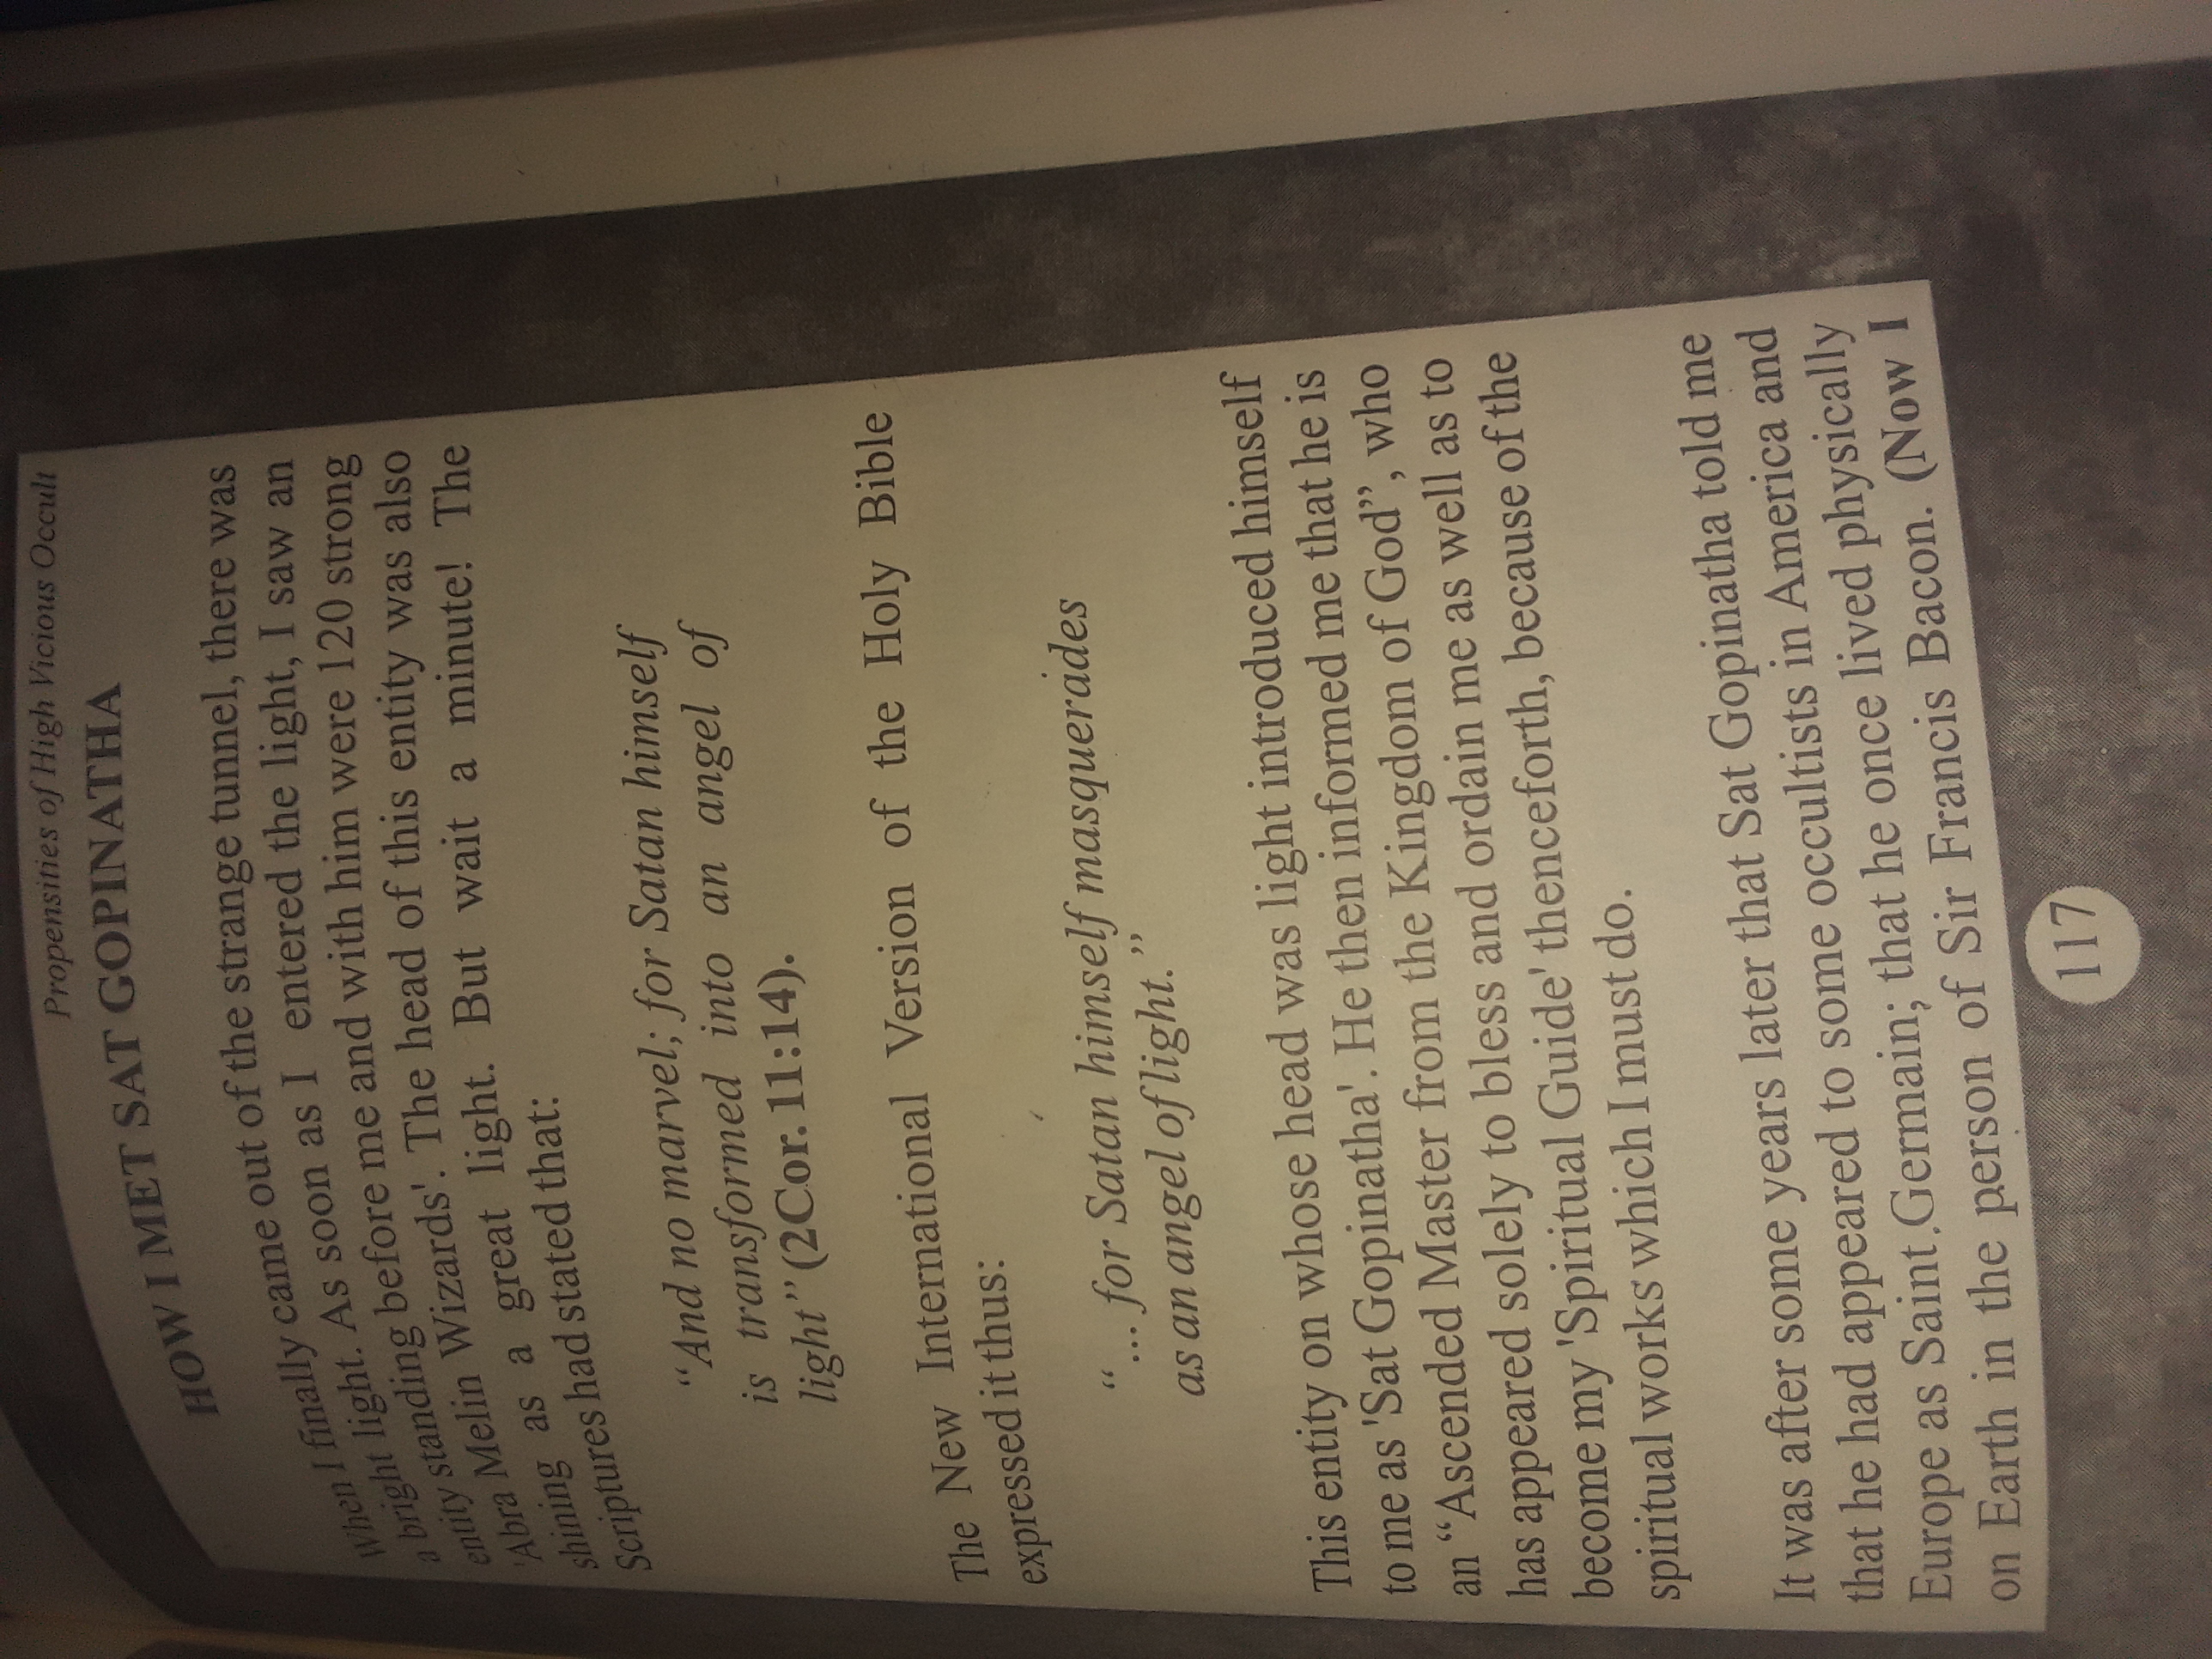 Propensities of High Vicious Occult
HOW I MET SAT GOPINATHA
When I finally came out of the strange tunnel, there was
a bright light. As soon as I entered the light, I saw an
entity standing before me and with him were 120 strong
'Abra Melin Wizards'. The head of this entity was also
shining as a great light. But wait a minute! The
Scriptures had stated that:
“And no marvel; for Satan himself
is transformed into an angel of
light” (2Cor. 11:14).
The New International Version of the Holy Bible
expressed it thus:
“... for Satan himself masquerades
as an angel of light.”
This entity on whose head was light introduced himself
to me as 'Sat Gopinatha'. He then informed me that he is
an “Ascended Master from the Kingdom of God”, who
has appeared solely to bless and ordain me as well as to
become my 'Spiritual Guide' thenceforth, because of the
spiritual works which I must do.
It was after some years later that Sat Gopinatha told me
that he had appeared to some occultists in America and
Europe as Saint Germain; that he once lived physically
on Earth in the person of Sir Francis Bacon. (Now I
117